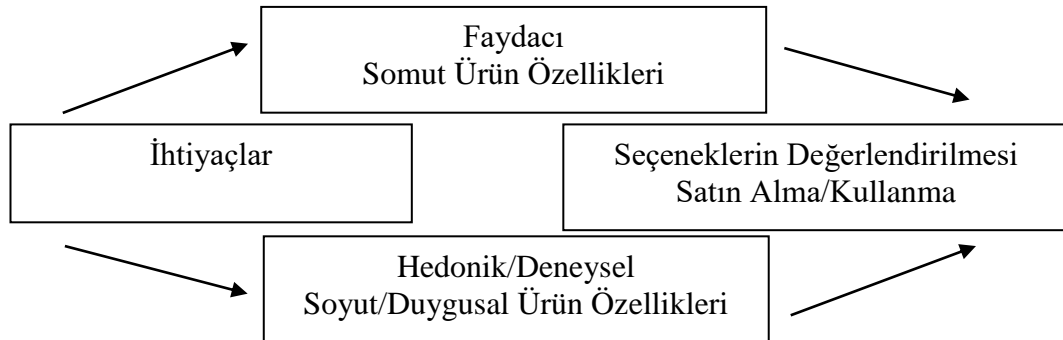 Faydacı
Somut Ürün Özellikleri
İhtiyaçlar
Seçeneklerin Değerlendirilmesi
Satın Alma/Kullanma
Hedonik/Deneysel
Soyut/Duygusal Ürün Özellikleri